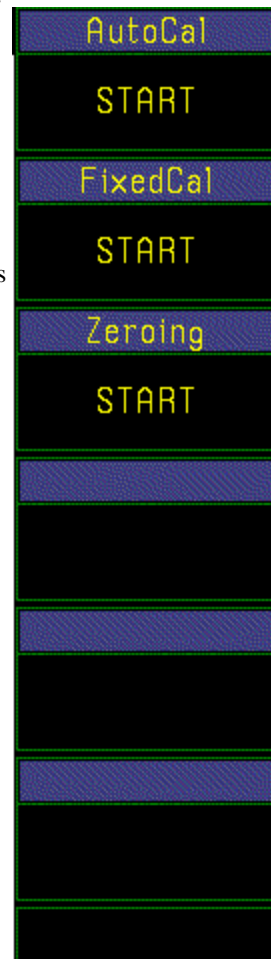 AutoCal
START
FixedCal
START
s
Zeroing
START